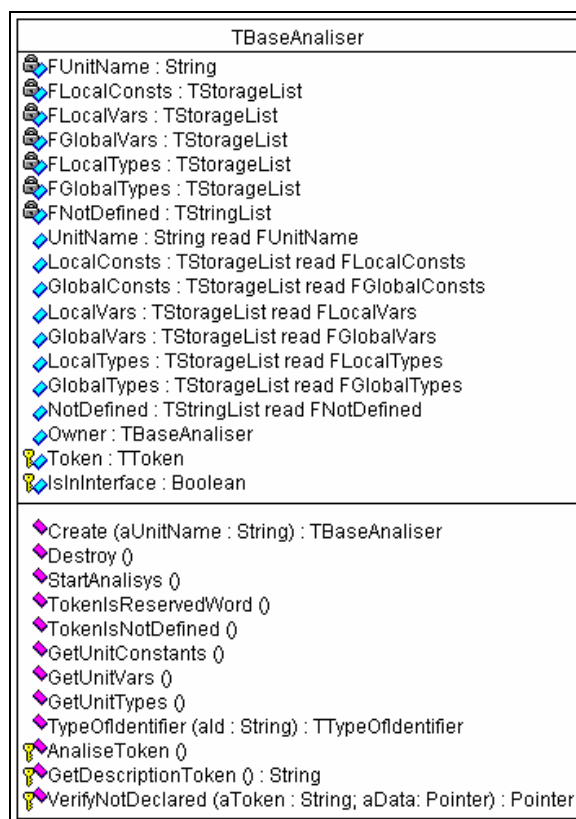 TBaseAnaliser
FUnitName : String
FLocalConsts : TStorageList
FLocalVars : TStorageList
FGlobalVars : TStorageList
FLocalTypes : TStorageList
FGlobalTypes : TStorageList
FNotDefined : TStringList
UnitName : String read FUnitName
LocalConsts : TStorageList read FLocalConsts
GlobalConsts : TStorageList read FGlobalConsts
LocalVars : TStorageList read FLocalVars
GlobalVars : TStorageList read FGlobalVars
LocalTypes : TStorageList read FLocalTypes
GlobalTypes : TStorageList read FGlobalTypes
NotDefined : TStringList read FNotDefined
Owner : TBaseAnaliser
Token : TToken
IsInInterface : Boolean
Create (aUnitName : String) : TBaseAnaliser
Destroy ()
StartAnalisys ()
TokenIsReservedWord ()
TokenIsNotDefined ()
GetUnitConstants ()
GetUnitVars ()
GetUnitTypes ()
TypeOfIdentifier (aId : String) : TTypeOfIdentifier
AnaliseToken ()
GetDescriptionToken () : String
VerifyNotDeclared (aToken : String; aData: Pointer) : Pointer